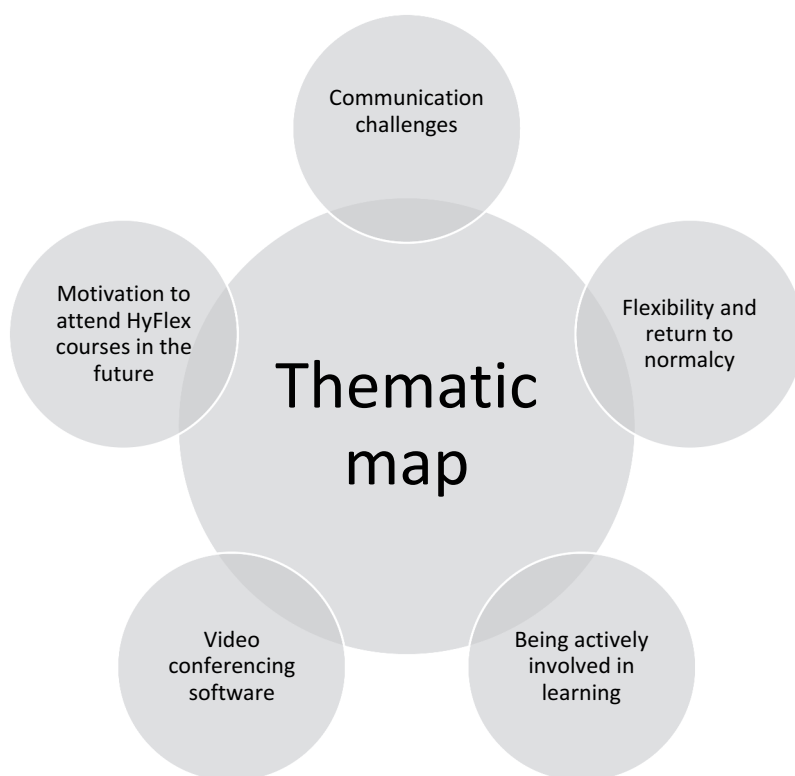 Communication
challenges
Motivation to
attend HyFlex
courses in the
future
Flexibility and
return to
normalcy
Thematic
map
Video
conferencing
software
Being actively
involved in
learning